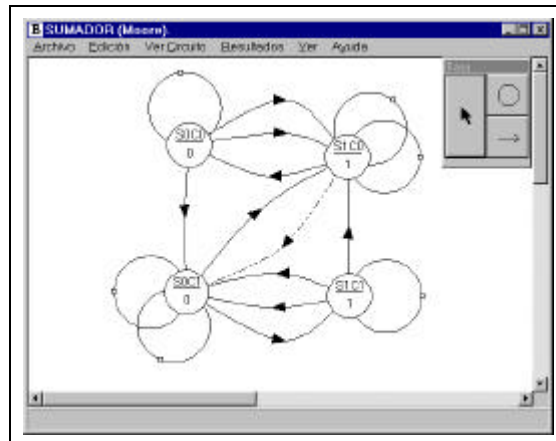 B SUMADOR (Moore).
Archivo Edición Ver Circuito Resultados Ver Ayuda
S0C0
0
S1C0
1
S0C1
0
S1C1
1